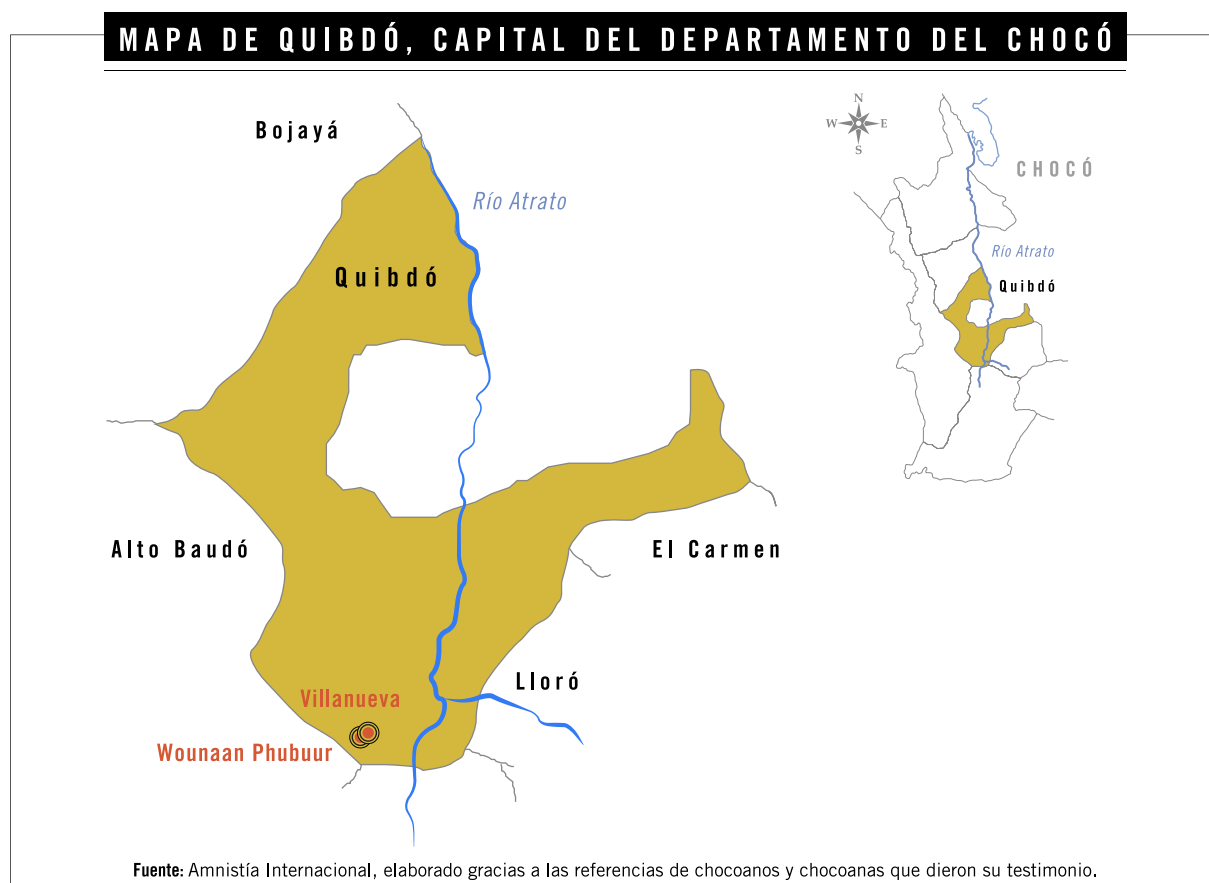 MAPA DE QUIBDÓ, CAPITAL DEL DEPARTAMENTO DEL CHOCÓ
Bojayá
Río Atrato
Quibdó
Alto Baudó
El Carmen
Lloró
Villanueva
Wounaan Phubuur
N
W E
S
CHOCÓ
Río Atrato
Quibdó
Fuente: Amnistía Internacional, elaborado gracias a las referencias de chocoanos y chocoanas que dieron su testimonio.